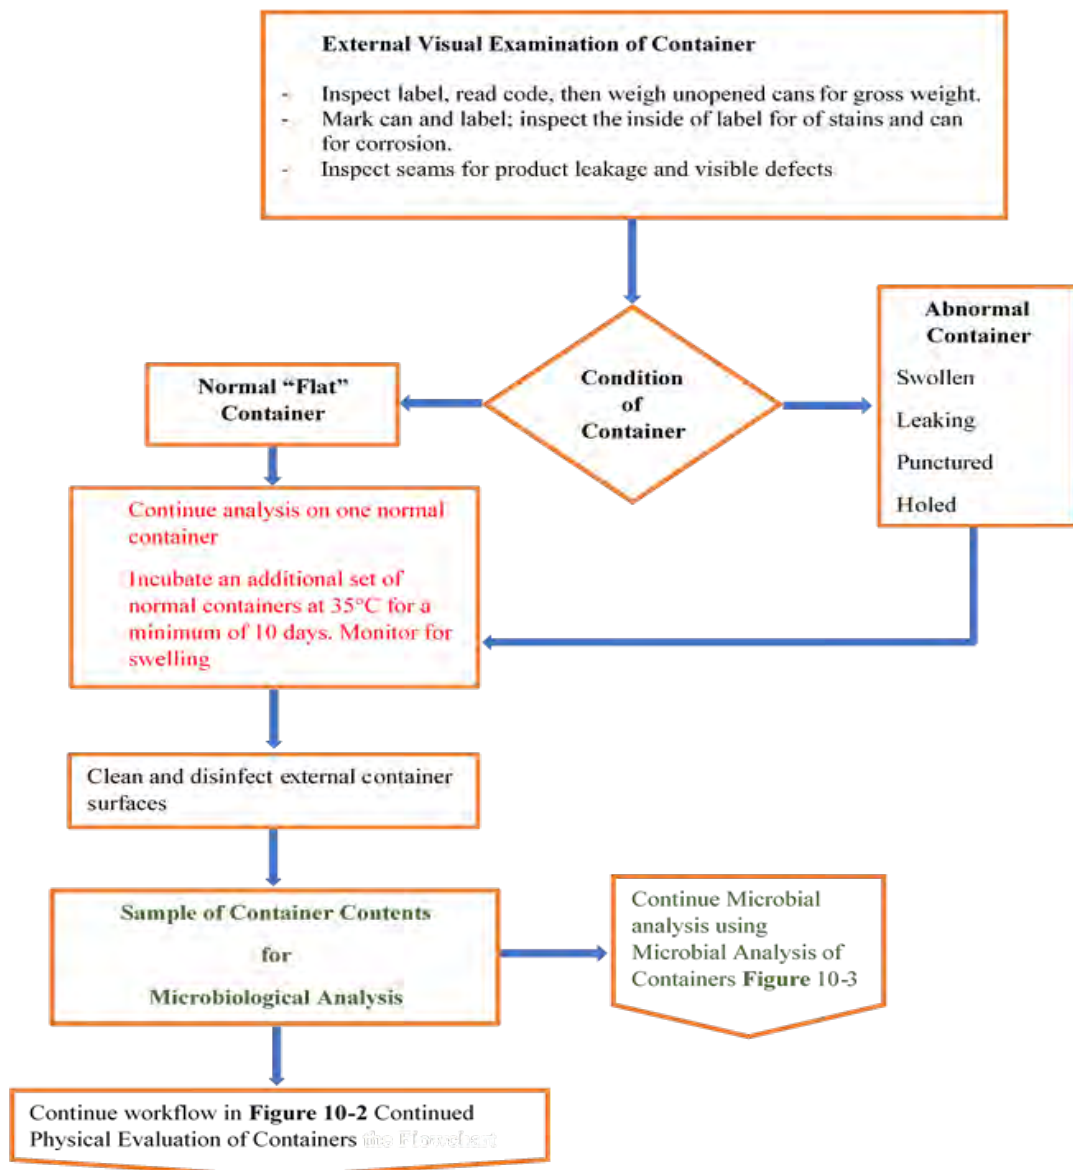 External Visual Examination of Container
- Inspect label, read code, then weigh unopened cans for gross weight.
- Mark can and label; inspect the inside of label for of stains and can
for corrosion.
- Inspect seams for product leakage and visible defects
Condition
of
Container
Normal “Flat”
Container
Abnormal
Container
Swollen
Leaking
Punctured
Holed
Continue analysis on one normal
container
Incubate an additional set of
normal containers at 35°C for a
minimum of 10 days. Monitor for
swelling
Clean and disinfect external container
surfaces
Sample of Container Contents
for
Microbiological Analysis
Continue Microbial
analysis using
Microbial Analysis of
Containers Figure 10-3
Continue workflow in Figure 10-2 Continued
Physical Evaluation of Containers the Flowchart